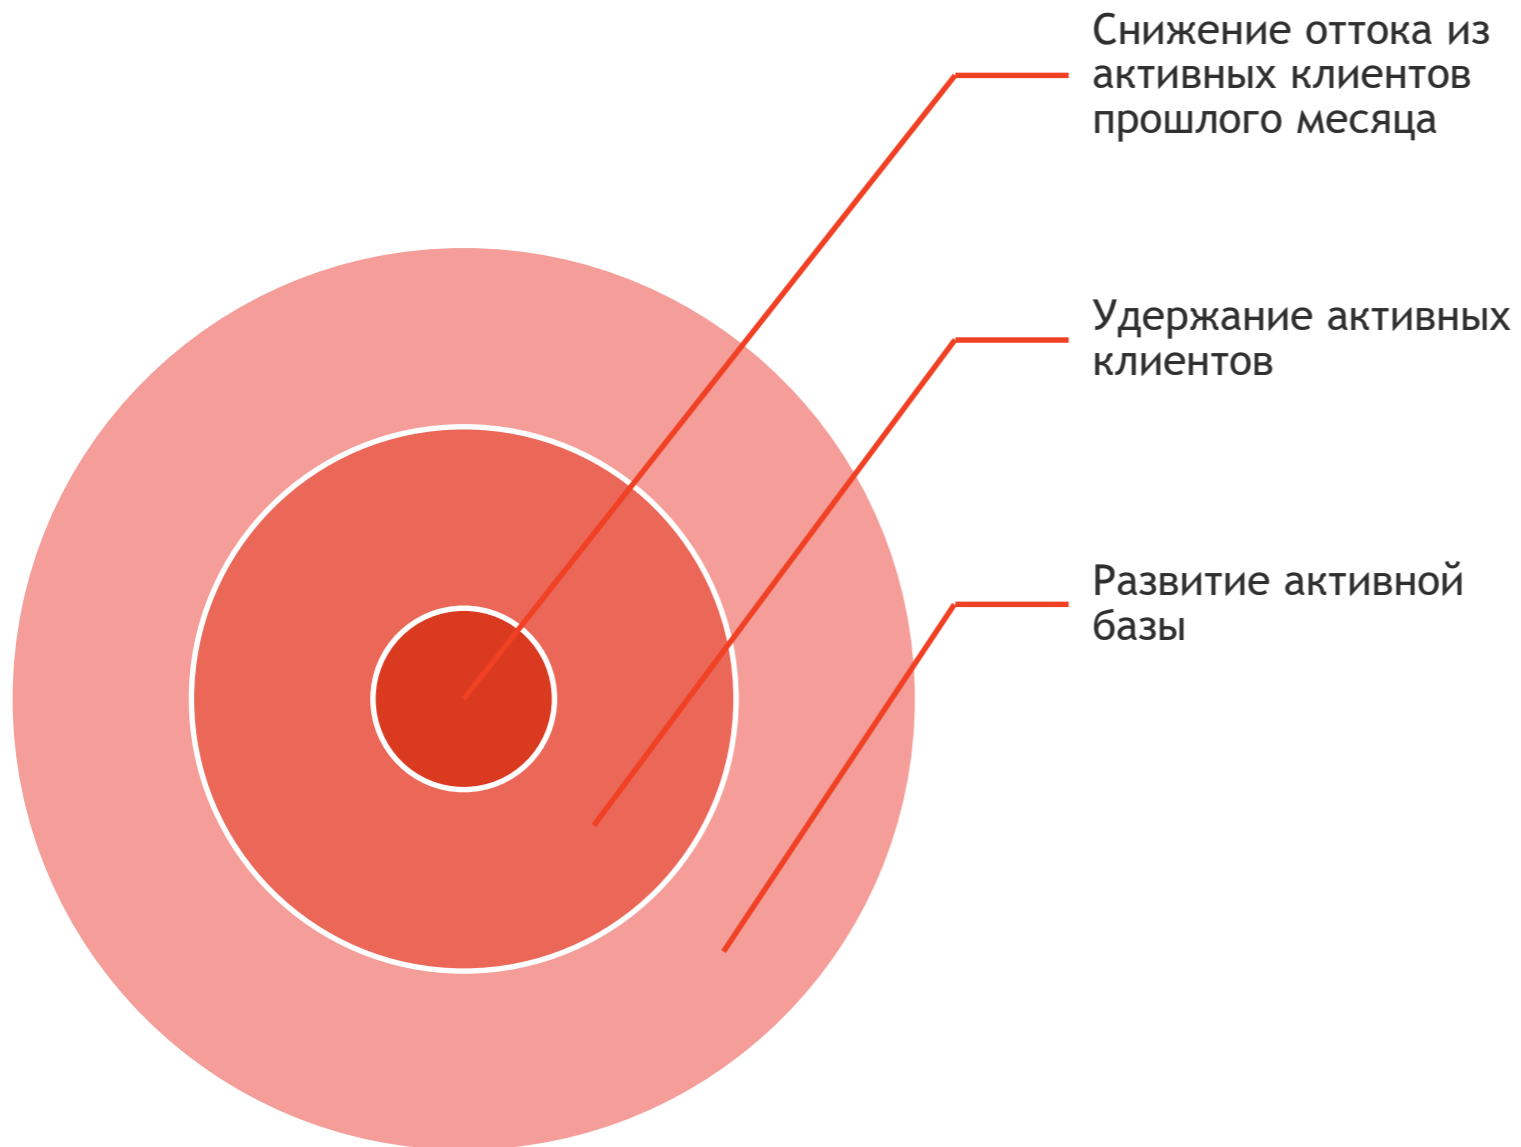 Снижение оттока из
активных клиентов
прошлого месяца
Удержание активных
клиентов
Развитие активной
базы